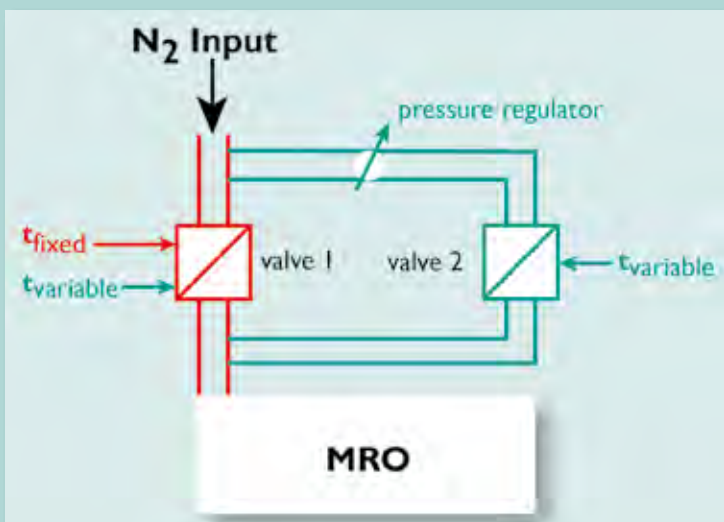 N2 Input
pressure regulator
tfixed
valve 1
valve 2
tvariable
tvariable
MRO